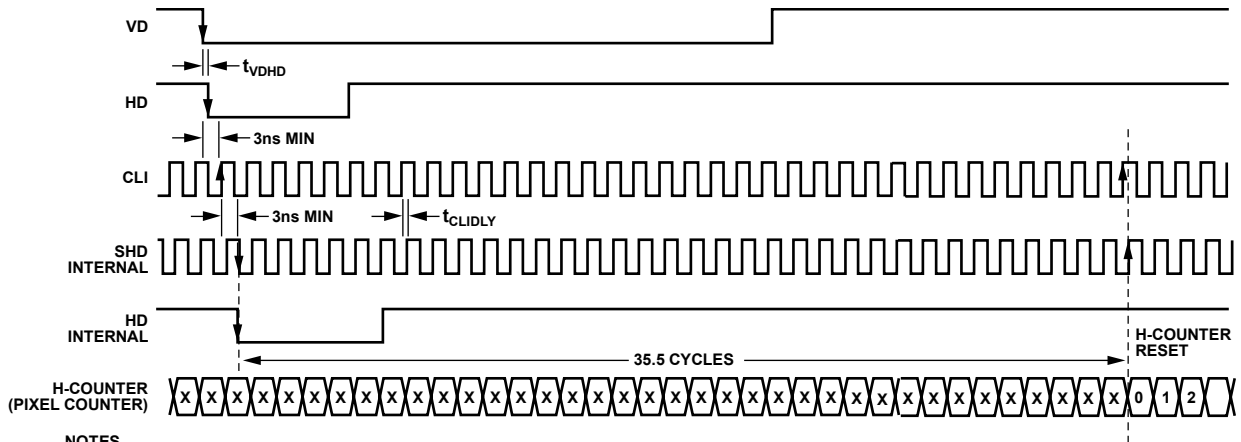 VD
tVDHD
HD
3ns MIN
CLI
3ns MIN
tCLIDLY
SHD
INTERNAL
HD
INTERNAL
H-COUNTER
RESET
35.5 CYCLES
H-COUNTER
(PIXEL COUNTER)
X X X X X X X X X X X X X X X X X X X X X X X X X X X X X X X X X X X X X 0 1 2
NOTES